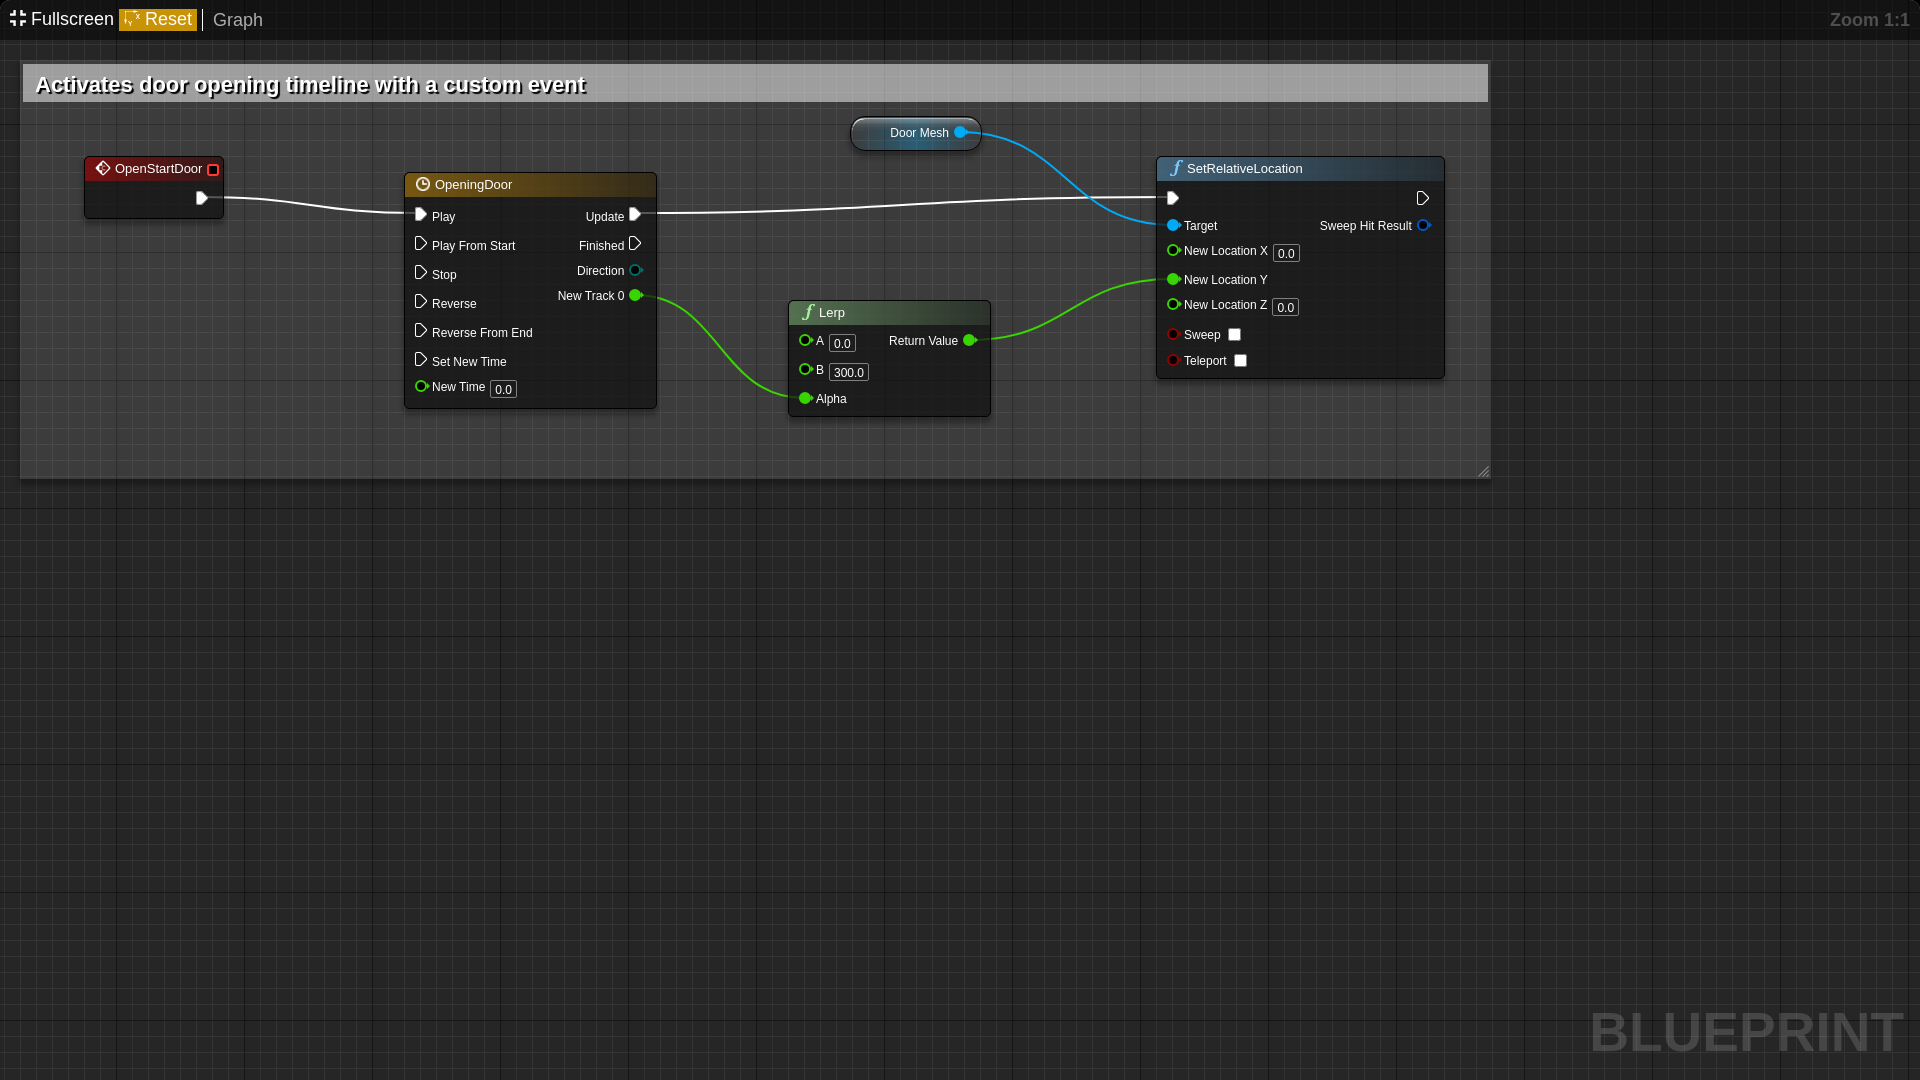 Fullscreen Reset Graph Zoom 1:1
Activates door opening timeline with a custom event
Door Mesh
OpenStartDoor
OpeningDoor
Play Update
Play From Start Finished
Stop Direction
Reverse New Track 0
Reverse From End
Set New Time
New Time 0.0
Lerp
A 0.0 Return Value
B 300.0
Alpha
SetRelativeLocation
Target Sweep Hit Result
New Location X 0.0
New Location Y
New Location Z 0.0
Sweep
Teleport
BLUEPRINT